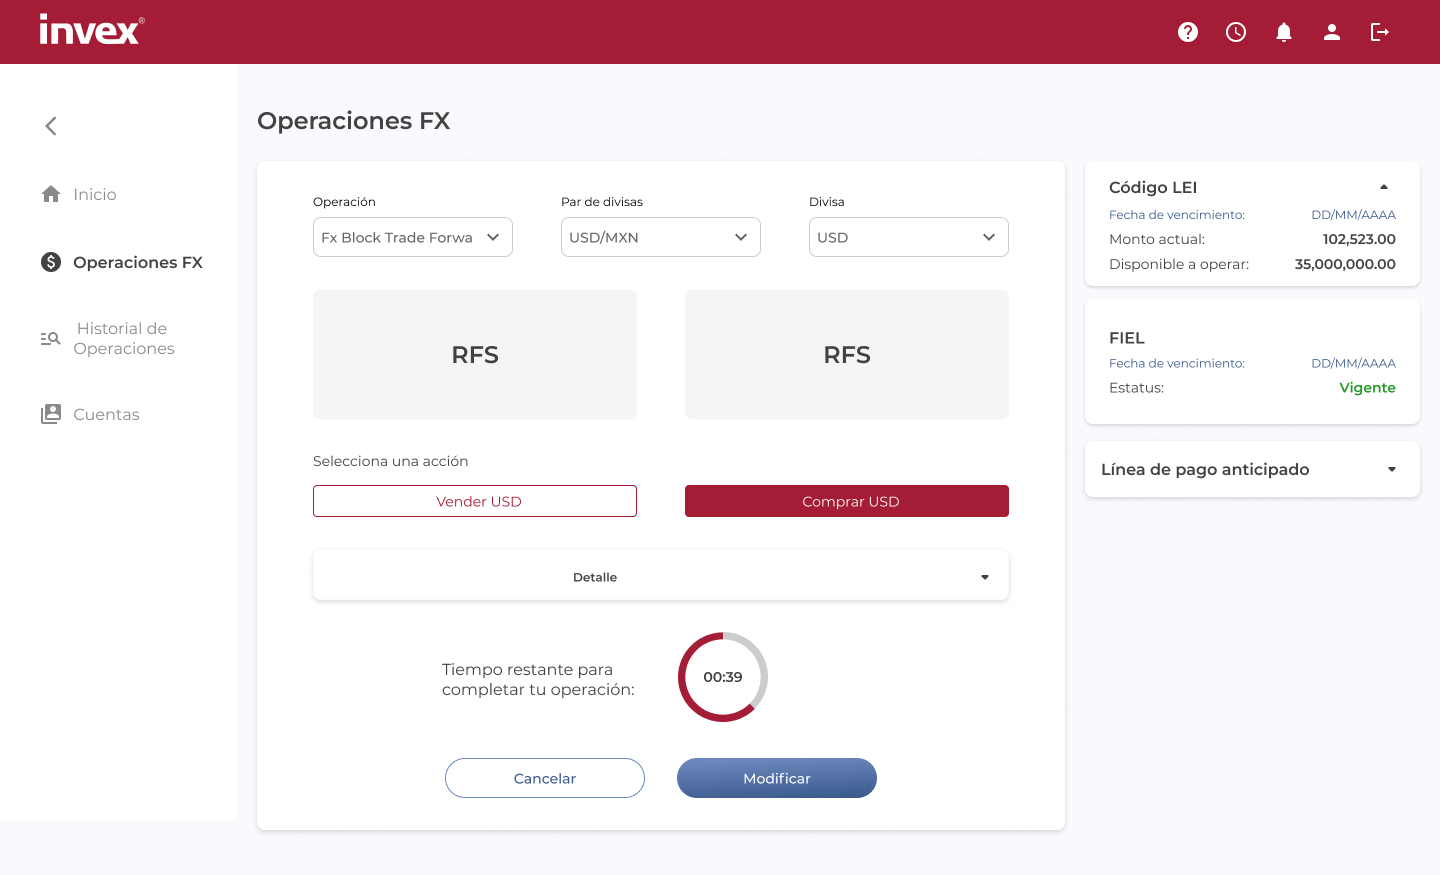 invex®
Operaciones FX
Inicio
Operaciones FX
Historial de
Operaciones
Cuentas
Operación
Par de divisas
Divisa
Fx Block Trade Forwa
USD/MXN
USD
RFS
RFS
Selecciona una acción
Vender USD
Comprar USD
Detalle
Tiempo restante para
completar tu operación:
00:39
Cancelar
Modificar
Código LEI
Fecha de vencimiento: DD/MM/AAAA
Monto actual: 102,523.00
Disponible a operar: 35,000,000.00
FIEL
Fecha de vencimiento: DD/MM/AAAA
Estatus: Vigente
Línea de pago anticipado